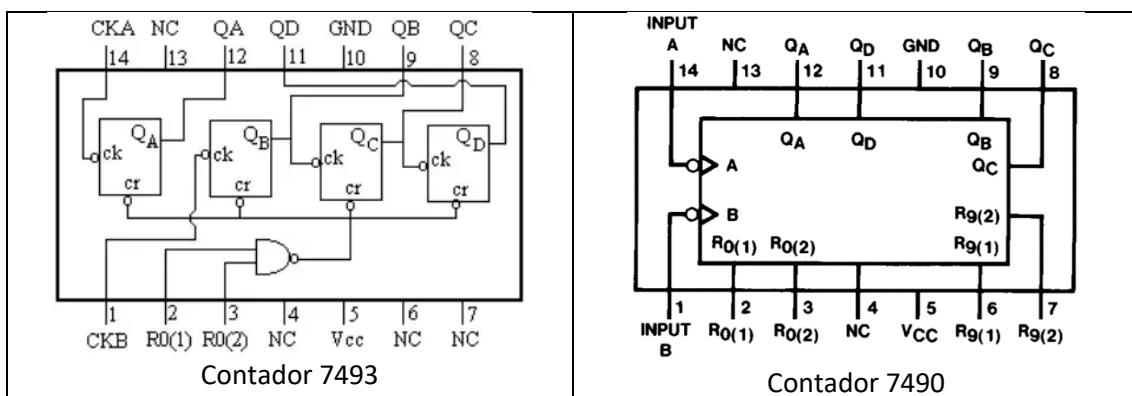 CKA NC QA QD GND QB QC
14 13 12 11 10 9 8
QA QB QC QD
ck ck ck ck
cr cr cr cr
1 2 3 4 5 6 7
CKB R0(1) R0(2) NC Vcc NC NC
Contador 7493
INPUT
A NC QA QD GND QB QC
14 13 12 11 10 9 8
QA QD QB
QC
A
B
R9(2)
R0(1) R0(2) R9(1)
1 2 3 4 5 6 7
INPUT
B R0(1) R0(2) NC VCC R9(1) R9(2)
Contador 7490